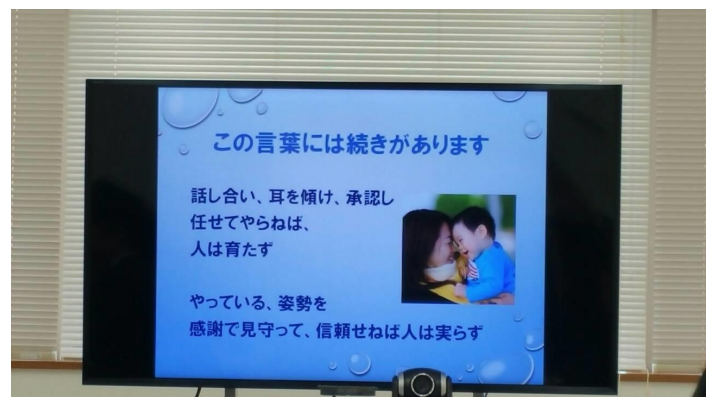 この言葉には続きがあります
話し合い、耳を傾け、承認し
任せてやらねば、
人は育たず
やっている、姿勢を
感謝で見守って、信頼せねば人は実らず